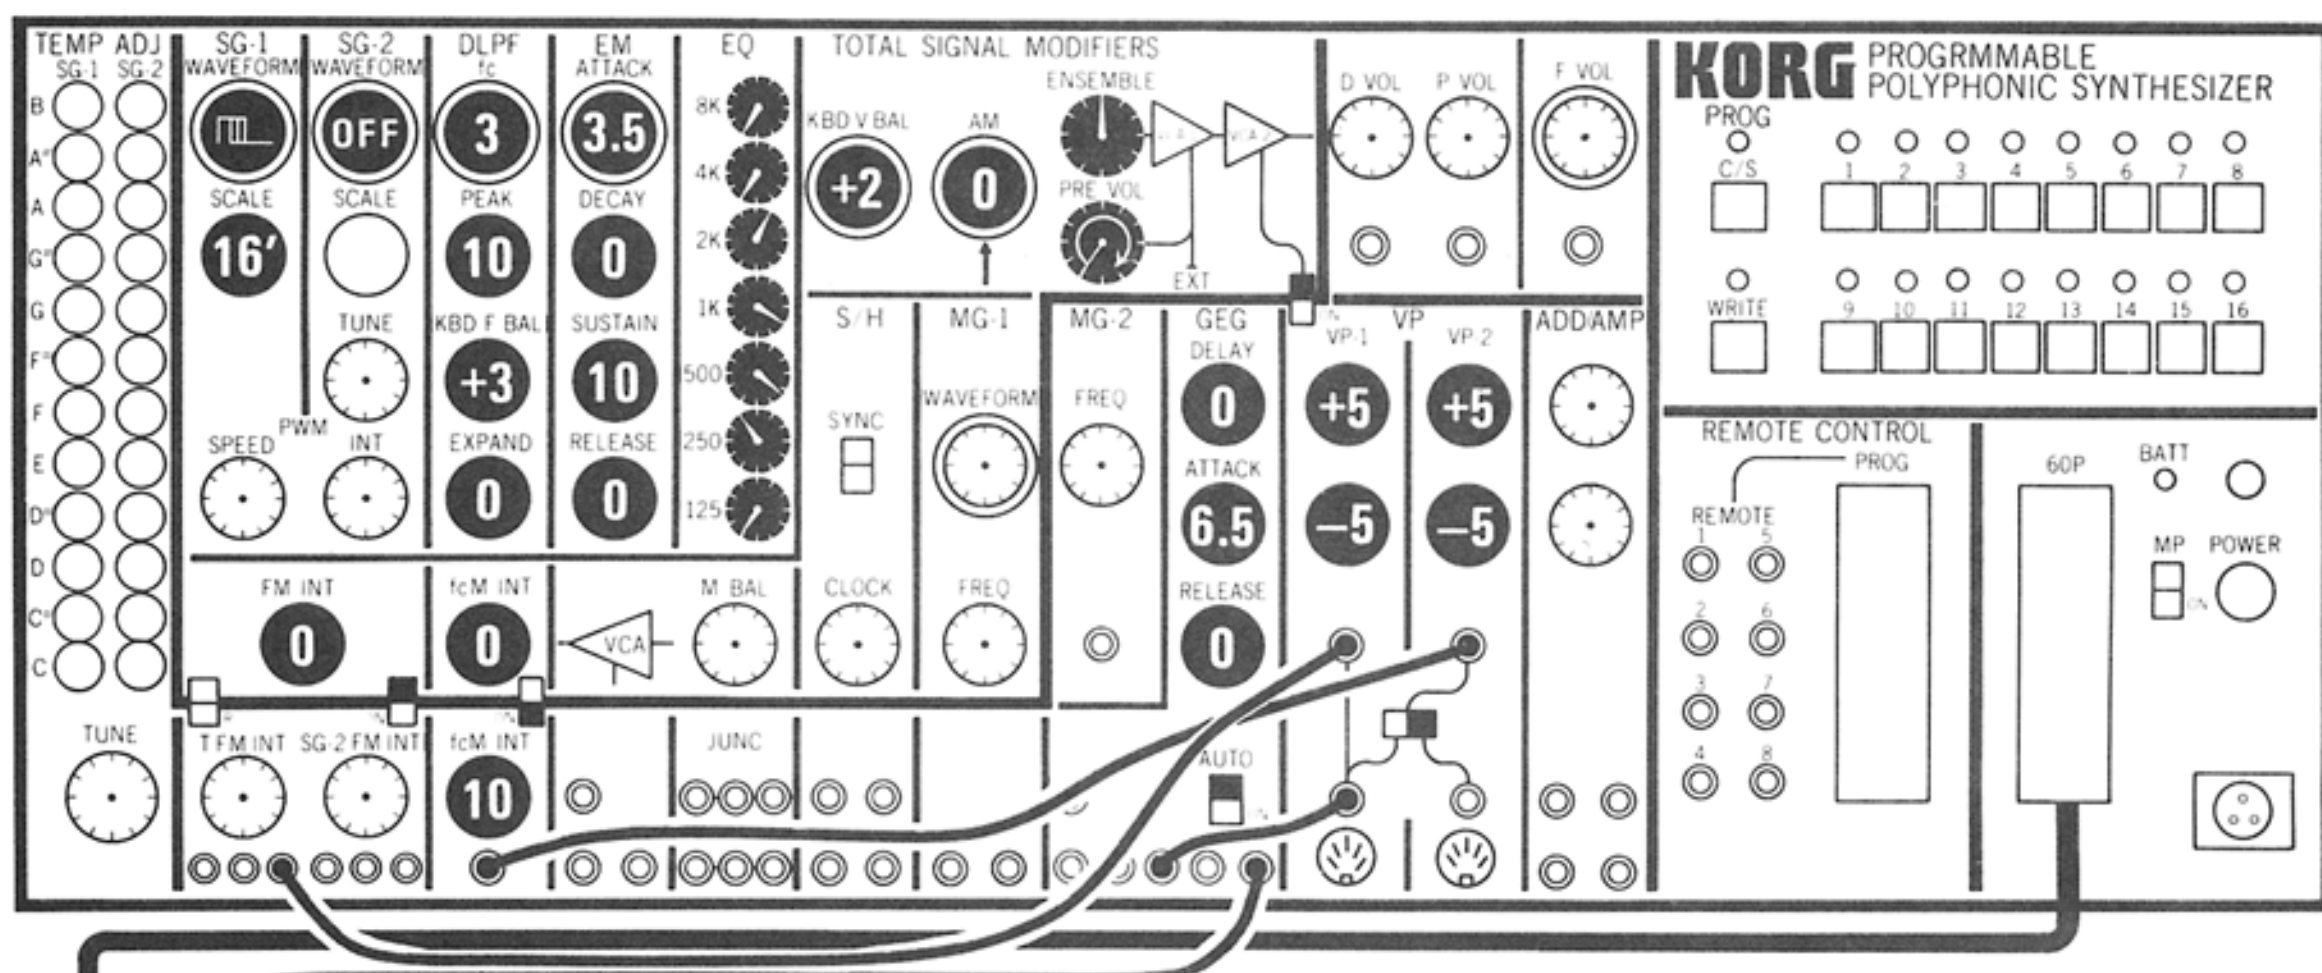 TEMP ADJ
SG-1 SG-2
B
A#
A
G#
G
F#
F
E
D#
D
C#
C
TUNE
SG-1
WAVEFORM
SCALE
16'
SPEED
PWM
SG-2
WAVEFORM
OFF
SCALE
TUNE
INT
FM INT
0
T FM INT
SG-2 FM INT
DLPF
fc
3
PEAK
10
KBD F BAL
+3
EXPAND
0
fcM INT
0
ON
ON
fcM INT
10
EM
ATTACK
3.5
DECAY
0
SUSTAIN
10
RELEASE
0
EQ
8K
4K
2K
1K
500
250
125
VCA
M BAL
JUNC
TOTAL SIGNAL MODIFIERS
KBD V BAL
+2
AM
0
ENSEMBLE
PRE VOL
VCA 2
EXT
ON
S/H
SYNC
CLOCK
MG-1
WAVEFORM
FREQ
MG-2
FREQ
GEG
DELAY
0
ATTACK
6.5
RELEASE
0
AUTO
ON
D VOL
P VOL
F VOL
VP
VP-1
VP-2
+5
+5
-5
-5
ADD/AMP
KORG PROGRMMABLE
POLYPHONIC SYNTHESIZER
PROG
C/S
1 2 3 4 5 6 7 8
WRITE
9 10 11 12 13 14 15 16
REMOTE CONTROL
PROG
REMOTE
1 5
2 6
3 7
4 8
60P
BATT
MP
ON
POWER